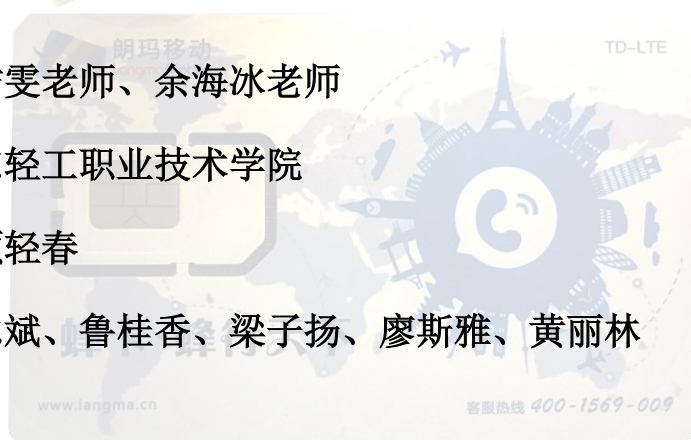 朗玛移动
langma
TD-LTE
雯老师、余海冰老师
轻工职业技术学院
轻春
斌、鲁桂香、梁子扬、廖斯雅、黄丽林
www.langma.cn
客服热线 400-1569-009